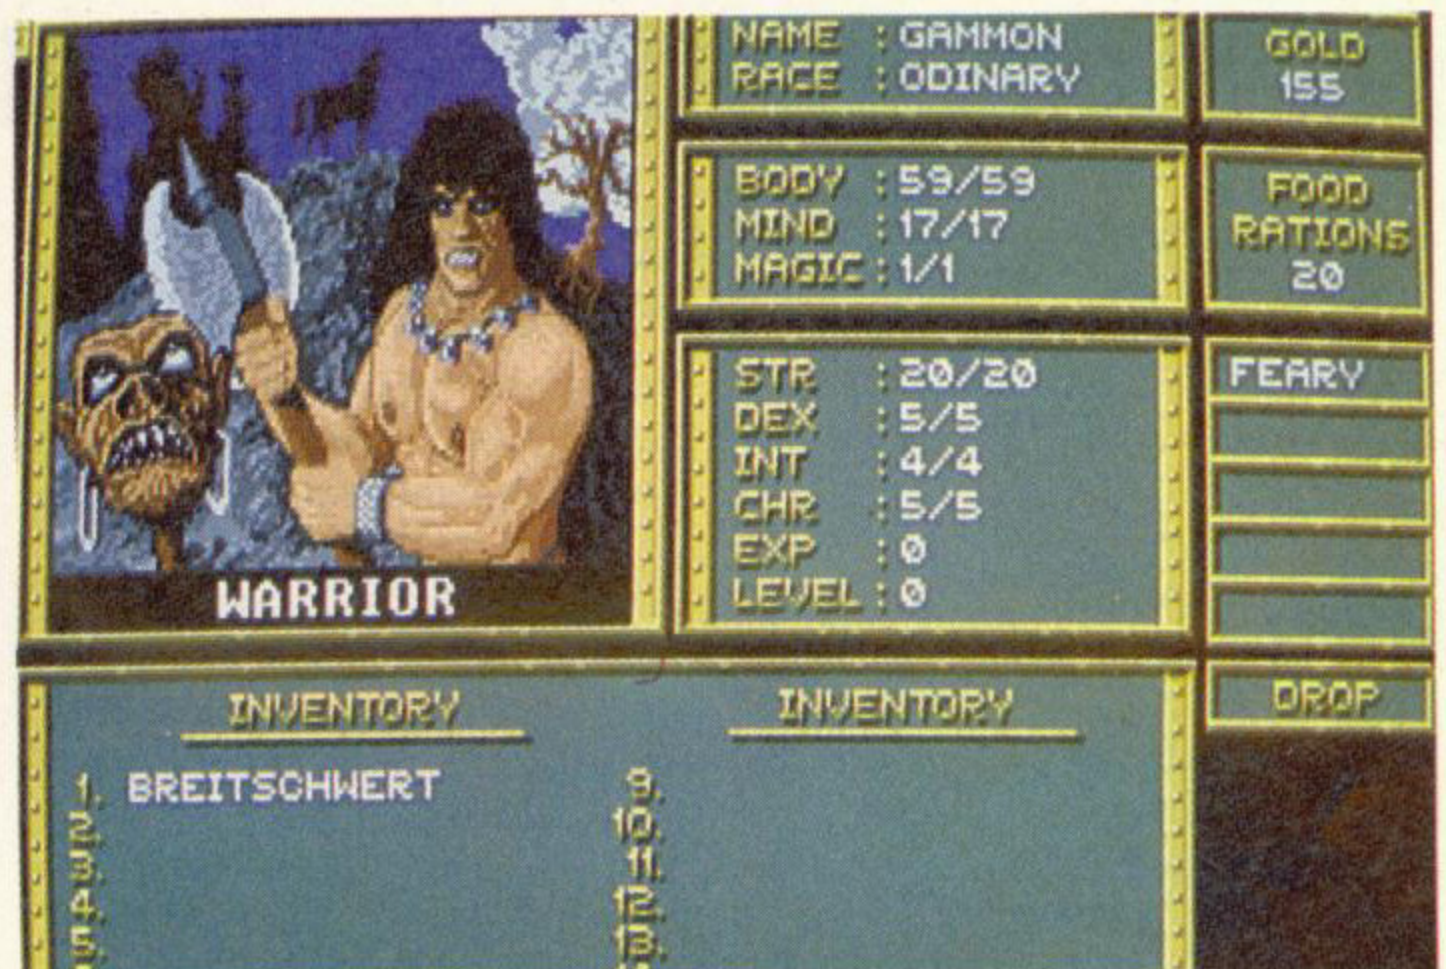 NAME : GAMMON
RACE : ODINARY
GOLD
155
BODY : 59/59
MIND : 17/17
MAGIC : 1/1
FOOD
RATIONS
20
STR : 20/20
DEX : 5/5
INT : 4/4
CHR : 5/5
EXP : 0
LEVEL : 0
FEARY
WARRIOR
DROP
INVENTORY
1. BREITSCHWERT
2.
3.
4.
5.
INVENTORY
9.
10.
11.
12.
13.